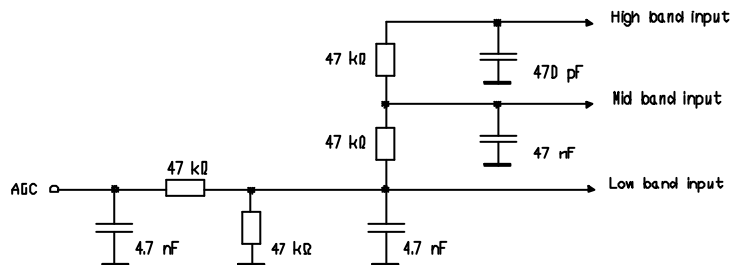 High band input
47 kΩ
470 pF
Mid band input
47 kΩ
47 nF
47 kΩ
AGC
Low band input
4.7 nF
47 kΩ
4.7 nF